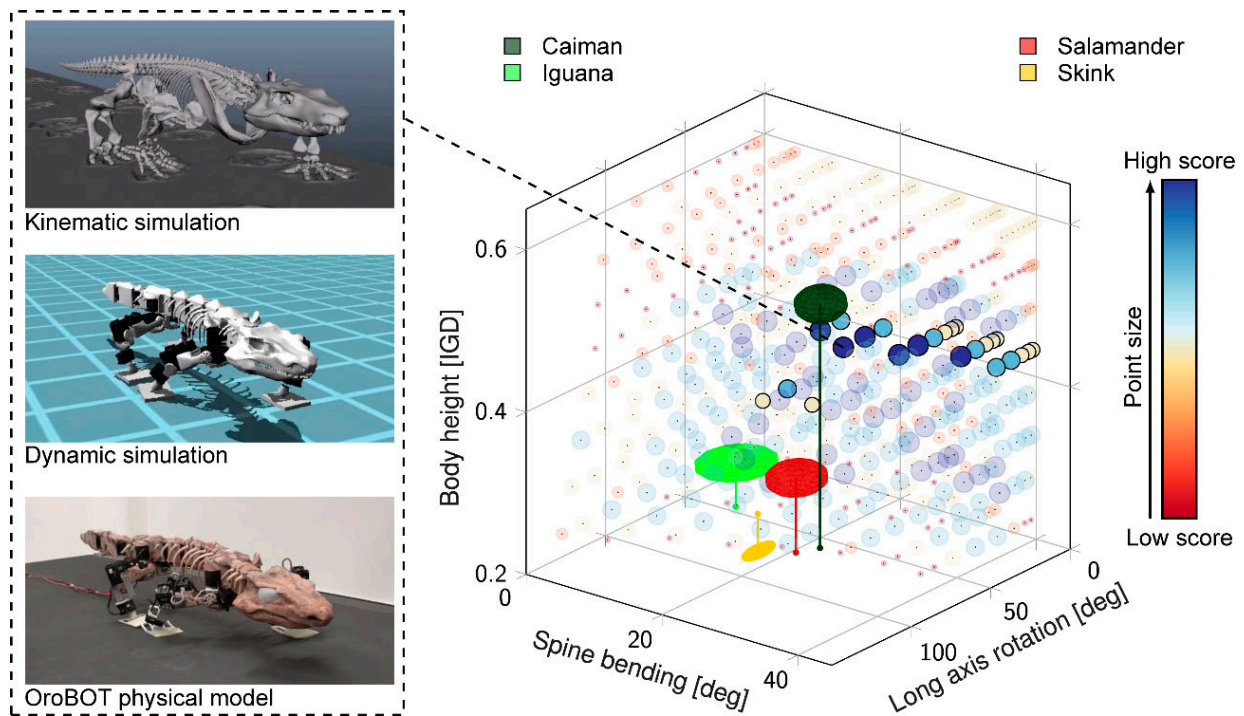 Kinematic simulation
Dynamic simulation
OroBOT physical model
Caiman
Iguana
Salamander
Skink
Body height [IGD]
0.6
0.4
0.2
0
20
40
Spine bending [deg]
100
50
0
Long axis rotation [deg]
High score
Point size
Low score